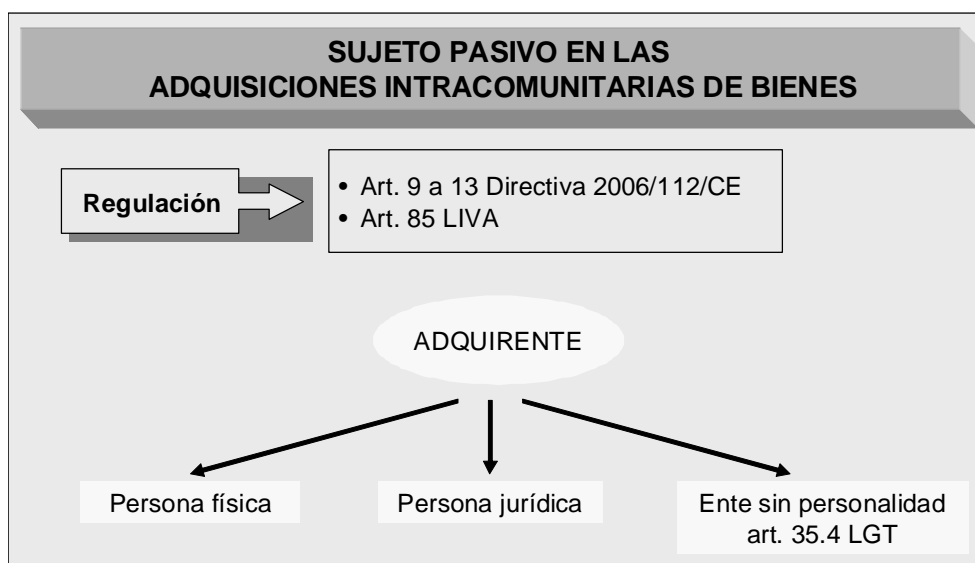 SUJETO PASIVO EN LAS
ADQUISICIONES INTRACOMUNITARIAS DE BIENES
Regulación
• Art. 9 a 13 Directiva 2006/112/CE
• Art. 85 LIVA
ADQUIRENTE
Persona física
Persona jurídica
Ente sin personalidad
art. 35.4 LGT